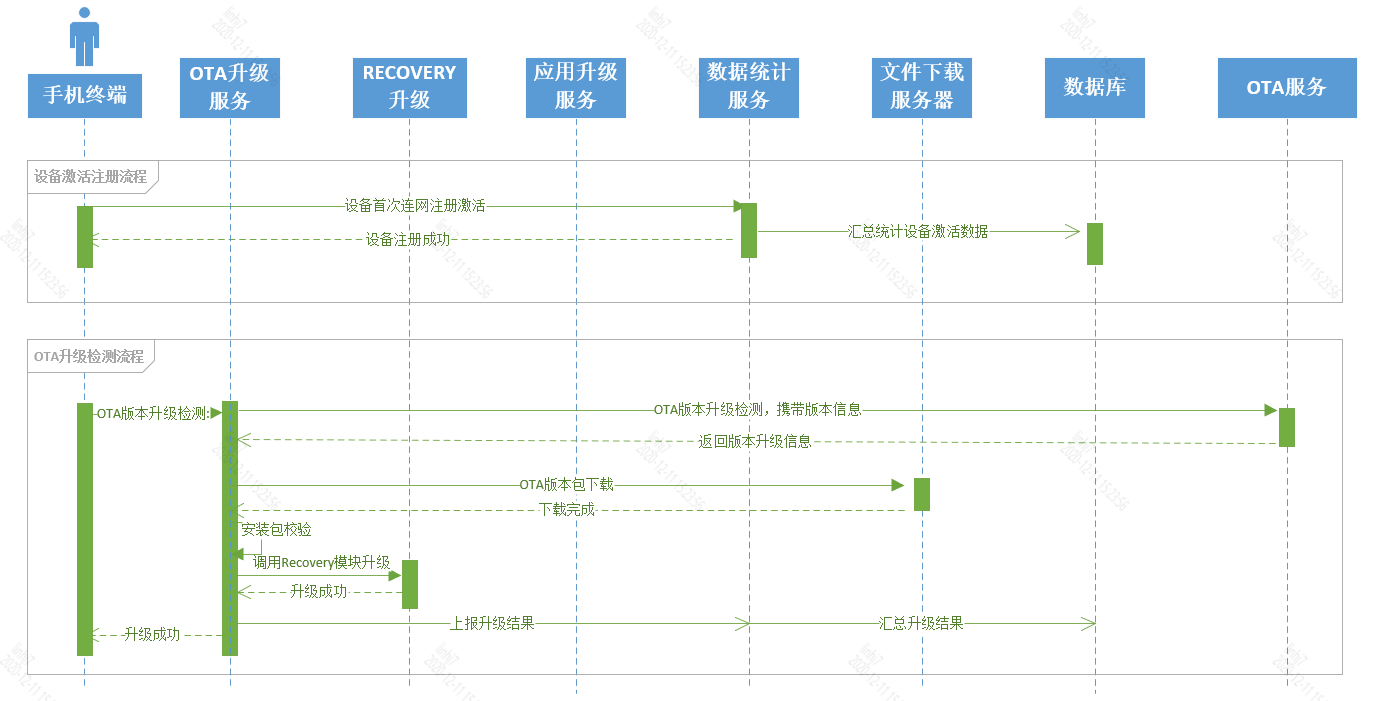 手机终端
OTA升级
服务
RECOVERY
升级
应用升级
服务
数据统计
服务
文件下载
服务器
数据库
OTA服务
设备激活注册流程
设备首次连网注册激活
汇总统计设备激活数据
设备注册成功
OTA升级检测流程
OTA版本升级检测:
OTA版本升级检测，携带版本信息
返回版本升级信息
OTA版本包下载
下载完成
安装包校验
调用Recovery模块升级
升级成功
上报升级结果
汇总升级结果
升级成功